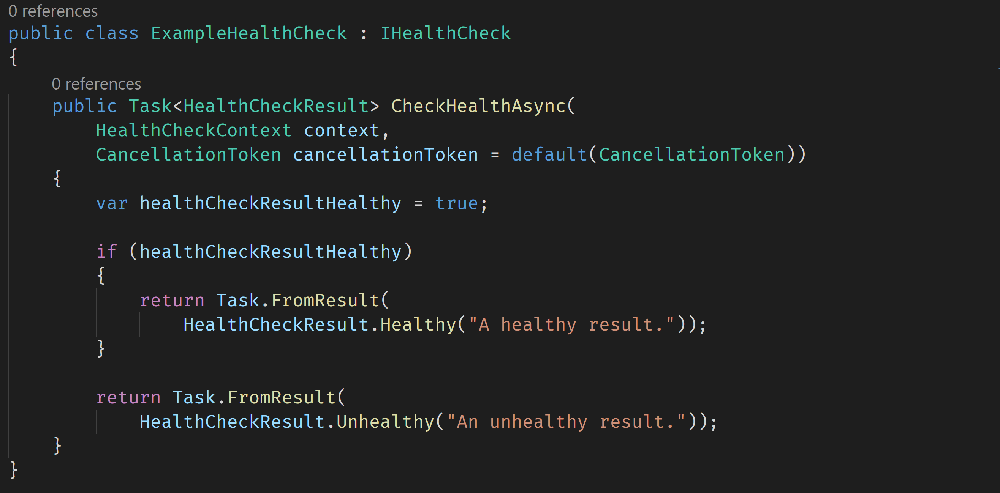 0 references
public class ExampleHealthCheck : IHealthCheck
{
0 references
public Task<HealthCheckResult> CheckHealthAsync(
HealthCheckContext context,
CancellationToken cancellationToken = default(CancellationToken))
{
var healthCheckResultHealthy = true;
if (healthCheckResultHealthy)
{
return Task.FromResult(
HealthCheckResult.Healthy("A healthy result."));
}
return Task.FromResult(
HealthCheckResult.Unhealthy("An unhealthy result."));
}
}